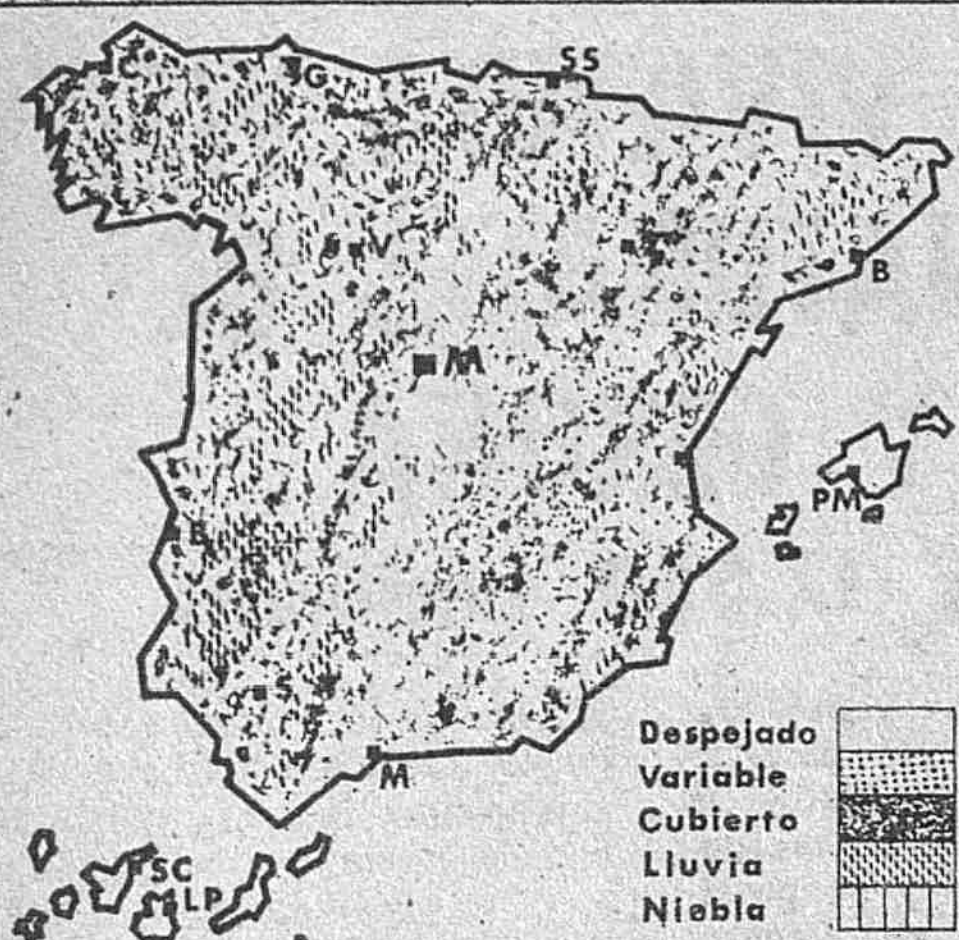 C
G
SS
V
B
M
PM
B
S
M
SC
LP
Despejado
Variable
Cubierto
Lluvia
Niebla